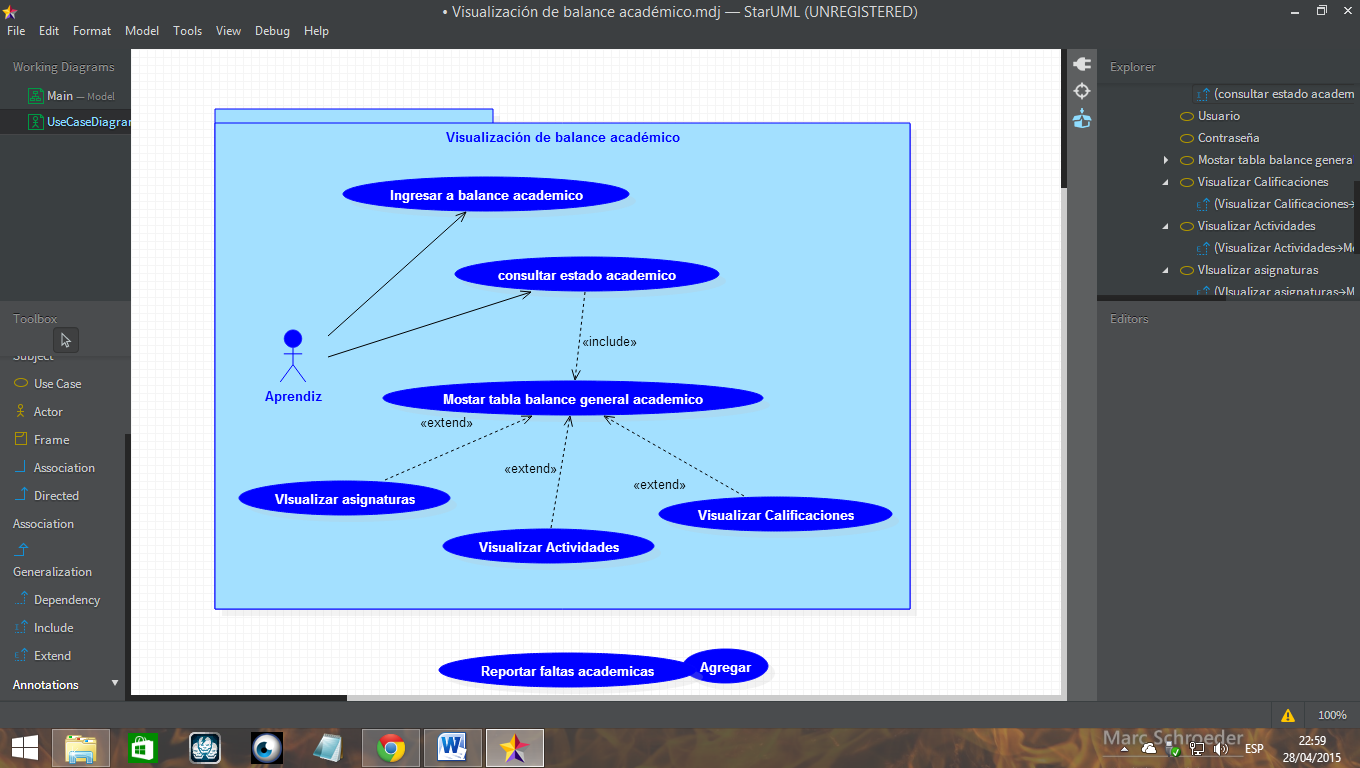 • Visualización de balance académico.mdj — StarUML (UNREGISTERED)
File Edit Format Model Tools View Debug Help
Working Diagrams
Main — Model
UseCaseDiagran
Toolbox
Subject
Use Case
Actor
Frame
Association
Directed
Association
Generalization
Dependency
Include
Extend
Annotations
Visualización de balance académico
Ingresar a balance academico
consultar estado academico
«include»
Aprendiz
Mostar tabla balance general academico
«extend»
«extend»
«extend»
VIsualizar asignaturas
Visualizar Calificaciones
Visualizar Actividades
Reportar faltas academicas
Agregar
Explorer
(consultar estado academ
Usuario
Contraseña
Mostar tabla balance genera
Visualizar Calificaciones
(Visualizar Calificaciones→
Visualizar Actividades
(Visualizar Actividades→Mo
VIsualizar asignaturas
(VIsualizar asignaturas→M
Editors
100%
Marc Schroeder
ESP
22:59
28/04/2015